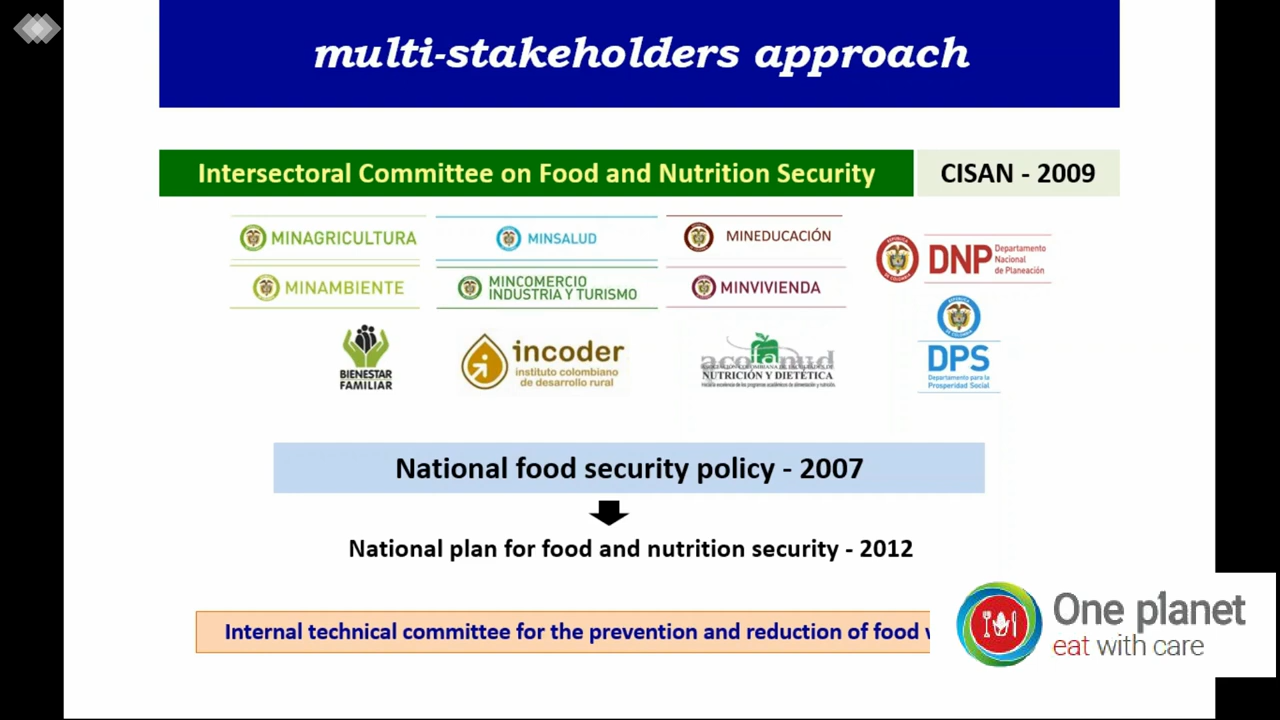 multi-stakeholders approach
Intersectoral Committee on Food and Nutrition Security
CISAN - 2009
MINAGRICULTURA
MINSALUD
MINEDUCACIÓN
MINAMBIENTE
MINCOMERCIO
INDUSTRIA Y TURISMO
MINVIVIENDA
DNP
Departamento
Nacional
de Planeación
BIENESTAR
FAMILIAR
incoder
instituto colombiano
de desarrollo rural
acofanud
NUTRICIÓN Y DIETÉTICA
DPS
Departamento para la
Prosperidad Social
National food security policy - 2007
National plan for food and nutrition security - 2012
Internal technical committee for the prevention and reduction of food
One planet
eat with care